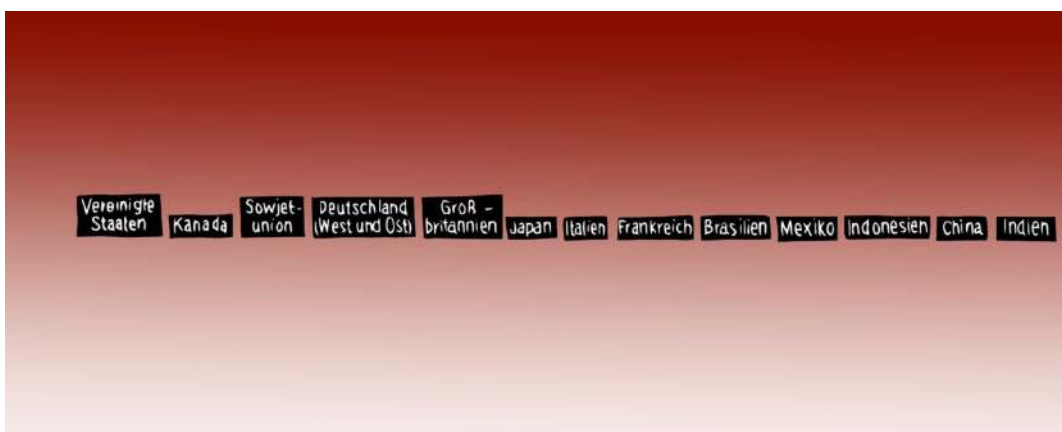 Vereinigte
Staaten
Kanada
Sowjet-
union
Deutschland
(West und Ost)
Groß-
britannien
Japan
Italien
Frankreich
Brasilien
Mexiko
Indonesien
China
Indien